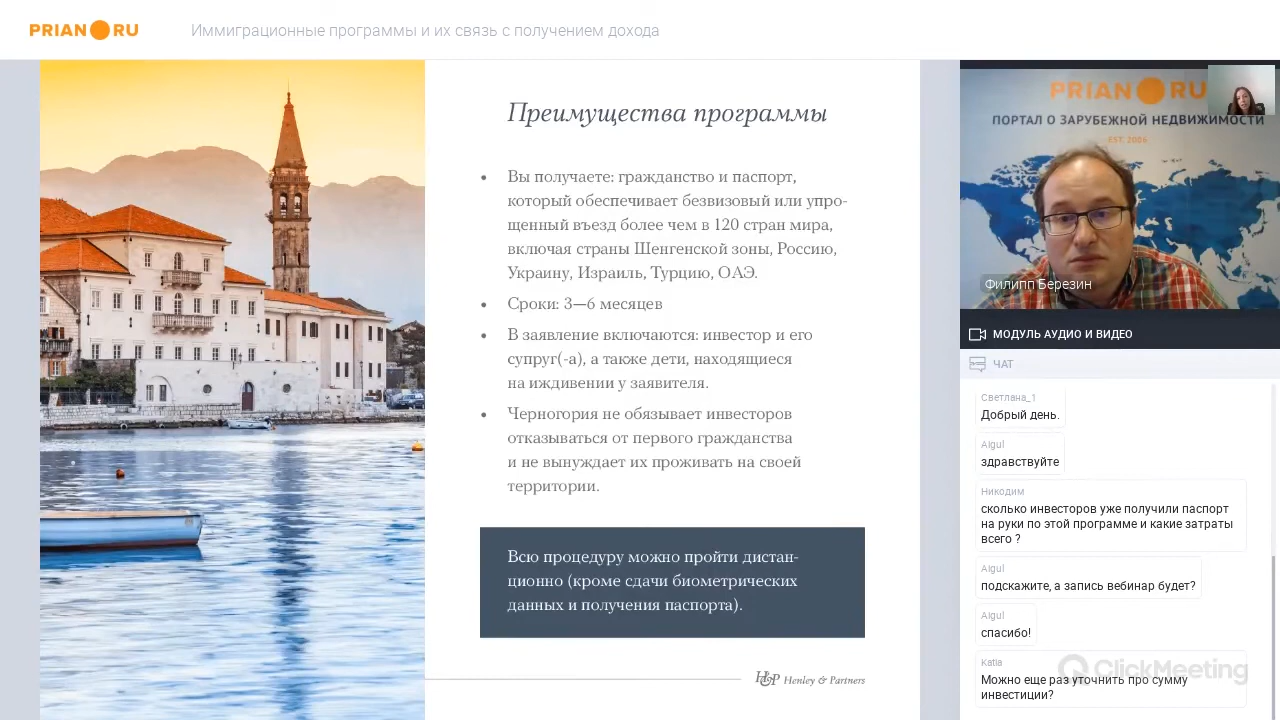 PRIAN RU
Иммиграционные программы и их связь с получением дохода
Преимущества программы
• Вы получаете: гражданство и паспорт,
который обеспечивает безвизовый или упро-
щенный въезд более чем в 120 стран мира,
включая страны Шенгенской зоны, Россию,
Украину, Израиль, Турцию, ОАЭ.
• Сроки: 3—6 месяцев
• В заявление включаются: инвестор и его
супруг(-а), а также дети, находящиеся
на иждивении у заявителя.
• Черногория не обязывает инвесторов
отказываться от первого гражданства
и не вынуждает их проживать на своей
территории.
Всю процедуру можно пройти дистан-
ционно (кроме сдачи биометрических
данных и получения паспорта).
H&P Henley & Partners
PRIAN RU
ПОРТАЛ О ЗАРУБЕЖНОЙ НЕДВИЖИМОСТИ
EST. 2006
Филипп Березин
МОДУЛЬ АУДИО И ВИДЕО
ЧАТ
Светлана_1
Добрый день.
Aigul
здравствуйте
Никодим
сколько инвесторов уже получили паспорт
на руки по этой программе и какие затраты
всего ?
Aigul
подскажите, а запись вебинар будет?
Aigul
спасибо!
Katia
Можно еще раз уточнить про сумму
инвестиции?
ClickMeeting